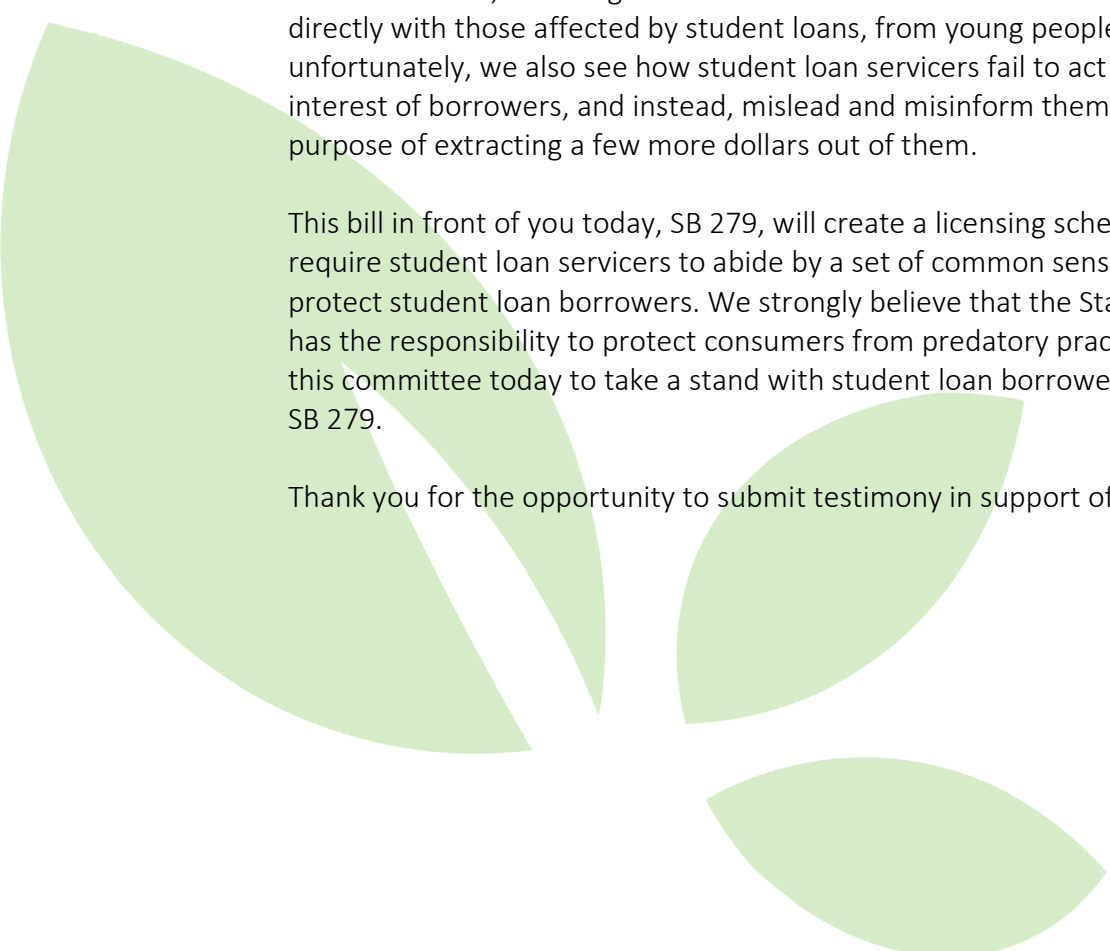 directly with those affected by student loans, from young people
unfortunately, we also see how student loan servicers fail to act
interest of borrowers, and instead, mislead and misinform them
purpose of extracting a few more dollars out of them.
This bill in front of you today, SB 279, will create a licensing sche
require student loan servicers to abide by a set of common sens
protect student loan borrowers. We strongly believe that the Sta
has the responsibility to protect consumers from predatory prac
this committee today to take a stand with student loan borrowe
SB 279.
Thank you for the opportunity to submit testimony in support of